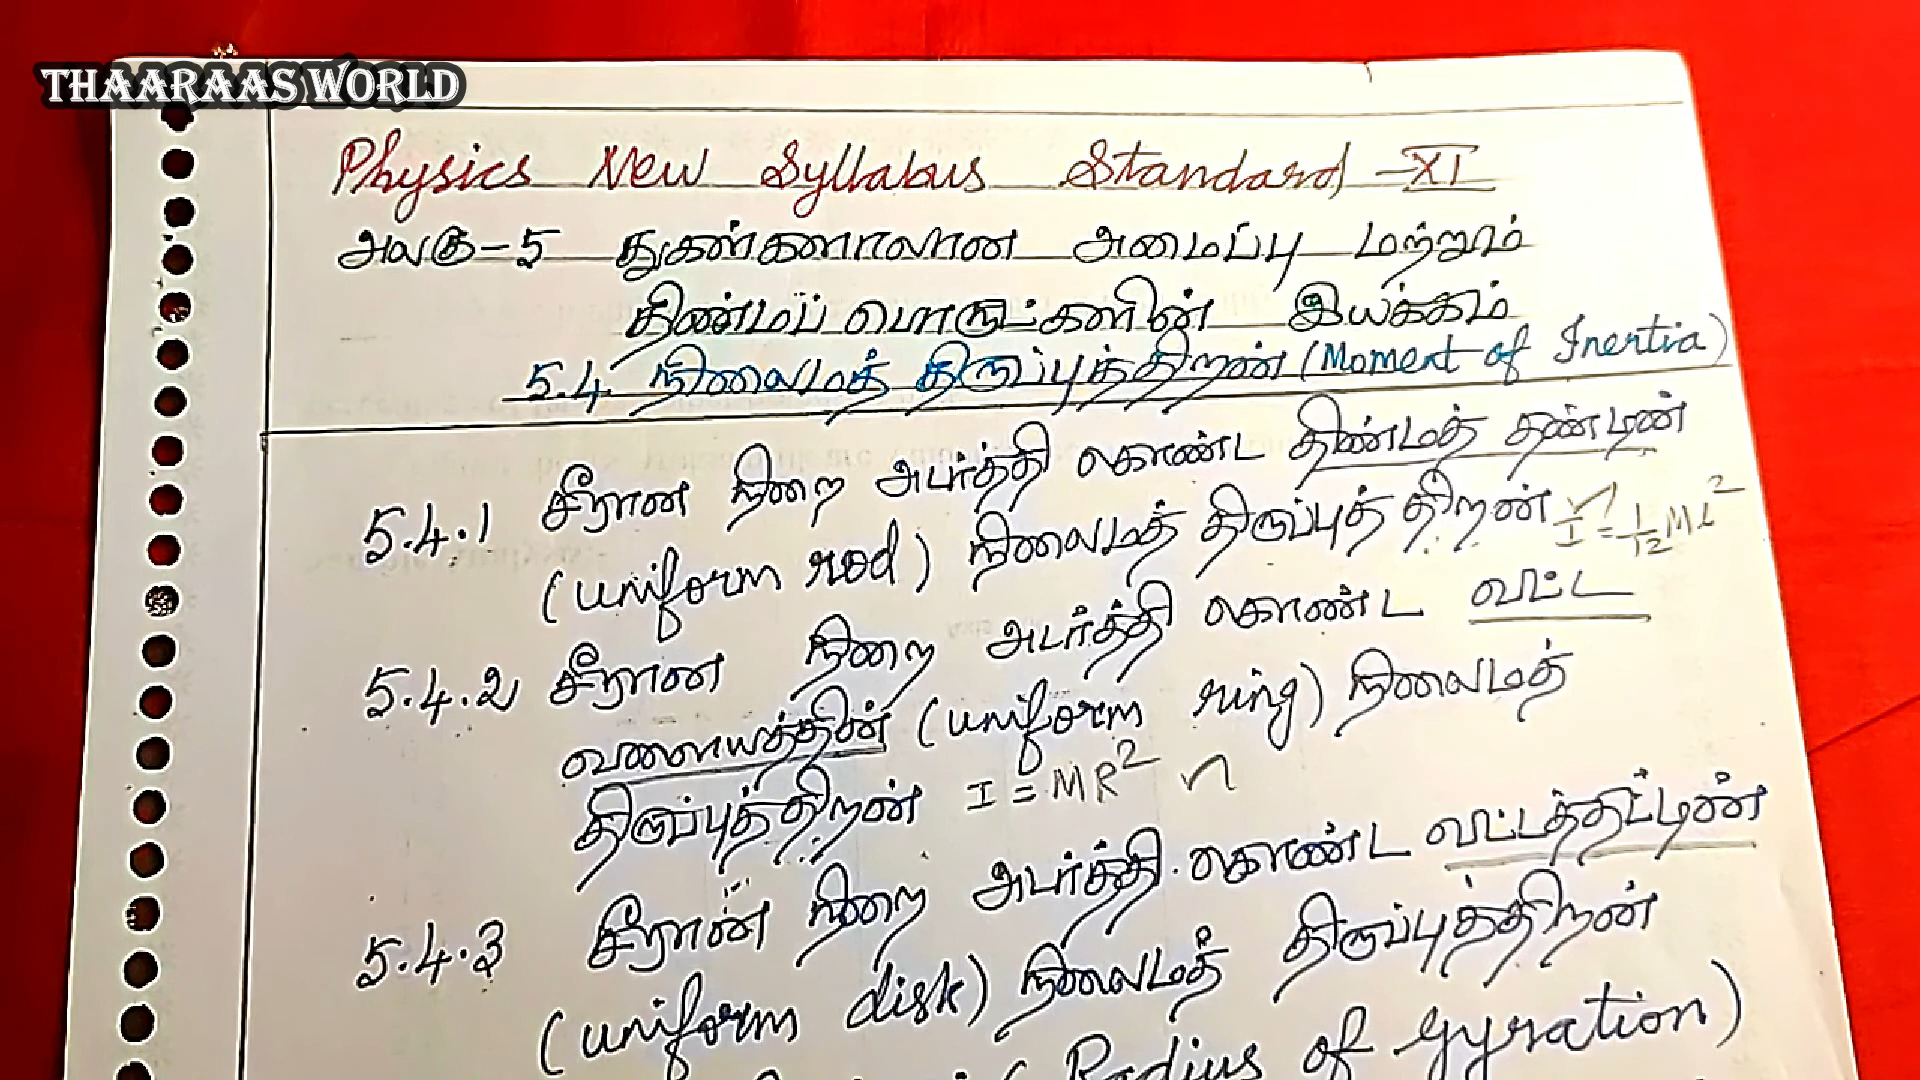 THAARAAS WORLD
Physics New Syllabus Standard - XI
அலகு - 5 துகள்களாலான அமைப்பு மற்றும்
திண்மப் பொருட்களின் இயக்கம்
5.4. நிலைமத் திருப்புத்திறன் (Moment of Inertia)
5.4.1 சீரான நிறை அடர்த்தி கொண்ட திண்மத் தண்டின்
(uniform rod) நிலைமத் திருப்புத் திறன் I = 1/12 Ml²
5.4.2 சீரான நிறை அடர்த்தி கொண்ட வட்ட
வளையத்தின் (uniform ring) நிலைமத்
திருப்புத்திறன் I = MR²
5.4.3 சீரான் நிறை அடர்த்தி கொண்ட வட்டத்தட்டின்
(uniform disk) நிலைமத் திருப்புத்திறன்
(Radius of Gyration)